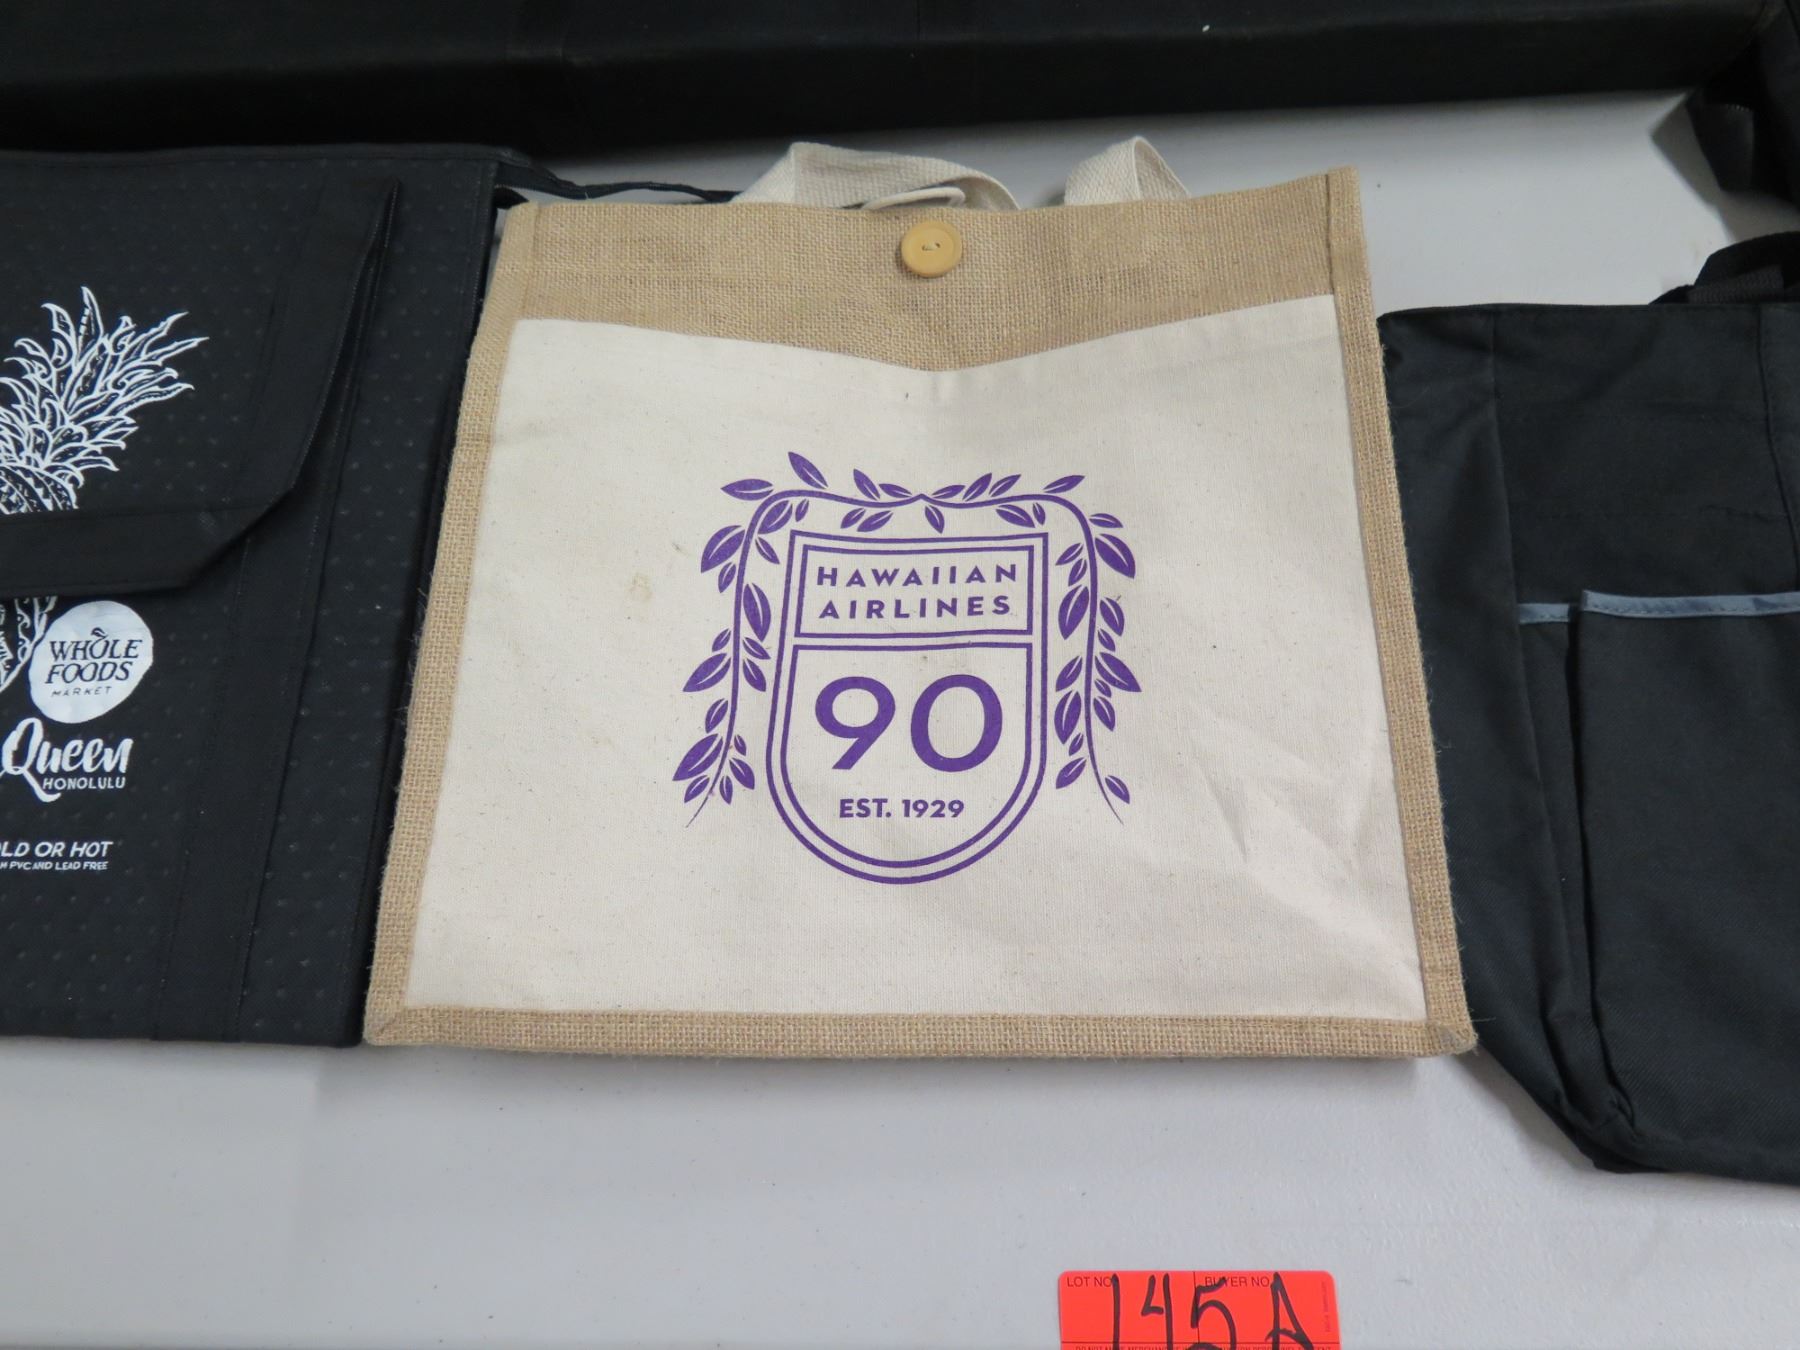 WHOLE
FOODS
MARKET
Queen
HONOLULU
LD OR HOT
PVC AND LEAD FREE
HAWAIIAN
AIRLINES
90
EST. 1929
LOT NO. BUYER NO.
145A